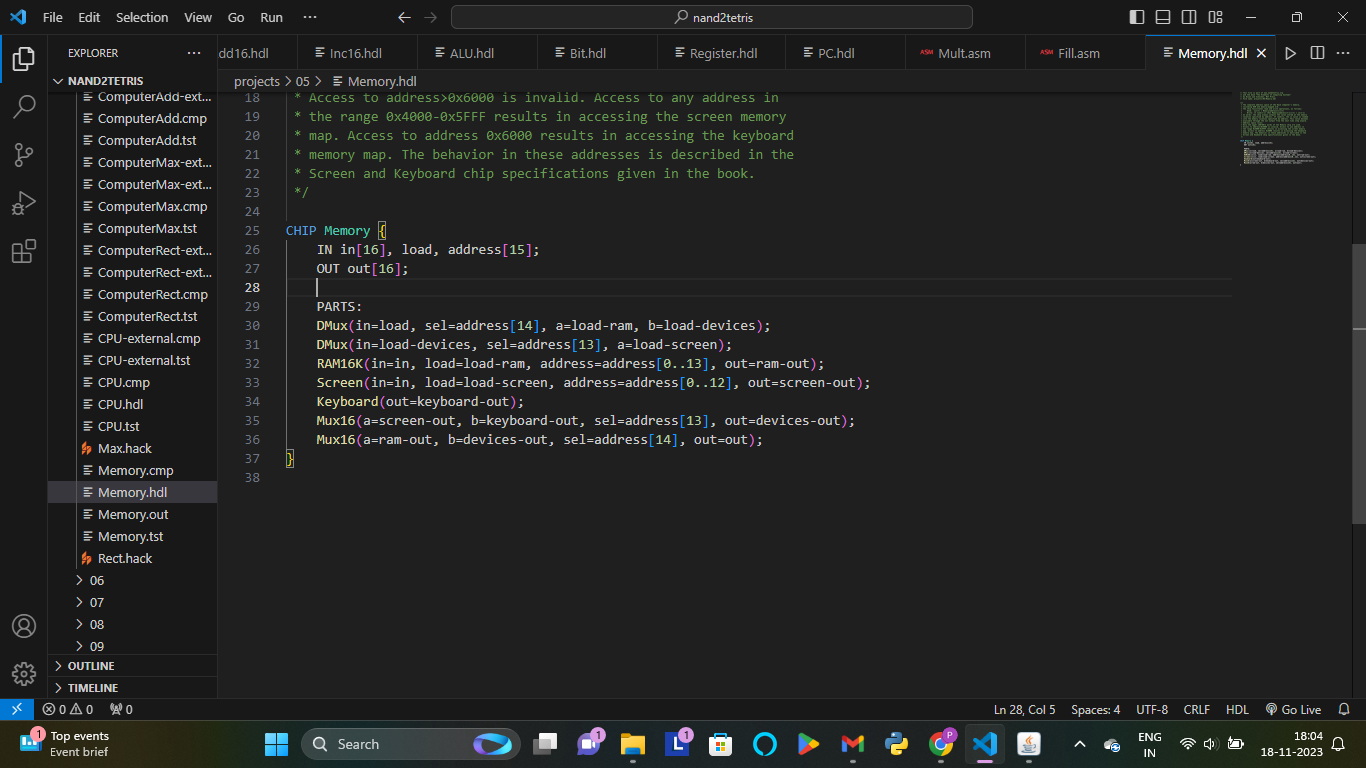 File Edit Selection View Go Run ··· nand2tetris
EXPLORER ···
dd16.hdl Inc16.hdl ALU.hdl Bit.hdl Register.hdl PC.hdl ASM Mult.asm ASM Fill.asm Memory.hdl
NAND2TETRIS
projects > 05 > Memory.hdl
ComputerAdd-ext...
ComputerAdd.cmp
ComputerAdd.tst
ComputerMax-ext...
ComputerMax-ext...
ComputerMax.cmp
ComputerMax.tst
ComputerRect-ext...
ComputerRect-ext...
ComputerRect.cmp
ComputerRect.tst
CPU-external.cmp
CPU-external.tst
CPU.cmp
CPU.hdl
CPU.tst
Max.hack
Memory.cmp
Memory.hdl
Memory.out
Memory.tst
Rect.hack
06
07
08
09
OUTLINE
TIMELINE
18 * Access to address>0x6000 is invalid. Access to any address in
19 * the range 0x4000-0x5FFF results in accessing the screen memory
20 * map. Access to address 0x6000 results in accessing the keyboard
21 * memory map. The behavior in these addresses is described in the
22 * Screen and Keyboard chip specifications given in the book.
23 */
24
25 CHIP Memory {
26 IN in[16], load, address[15];
27 OUT out[16];
28
29 PARTS:
30 DMux(in=load, sel=address[14], a=load-ram, b=load-devices);
31 DMux(in=load-devices, sel=address[13], a=load-screen);
32 RAM16K(in=in, load=load-ram, address=address[0..13], out=ram-out);
33 Screen(in=in, load=load-screen, address=address[0..12], out=screen-out);
34 Keyboard(out=keyboard-out);
35 Mux16(a=screen-out, b=keyboard-out, sel=address[13], out=devices-out);
36 Mux16(a=ram-out, b=devices-out, sel=address[14], out=out);
37 }
38
0 0 0 Ln 28, Col 5 Spaces: 4 UTF-8 CRLF HDL Go Live
1 Top events
Event brief
Search
1
L 1
P
ENG
IN
18:04
18-11-2023